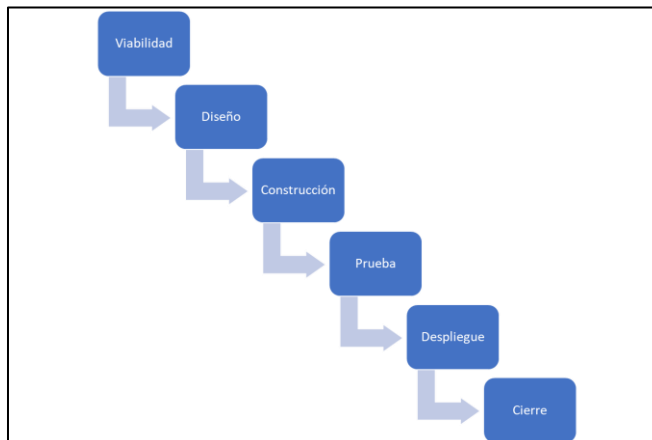 Viabilidad
Diseño
Construcción
Prueba
Despliegue
Cierre